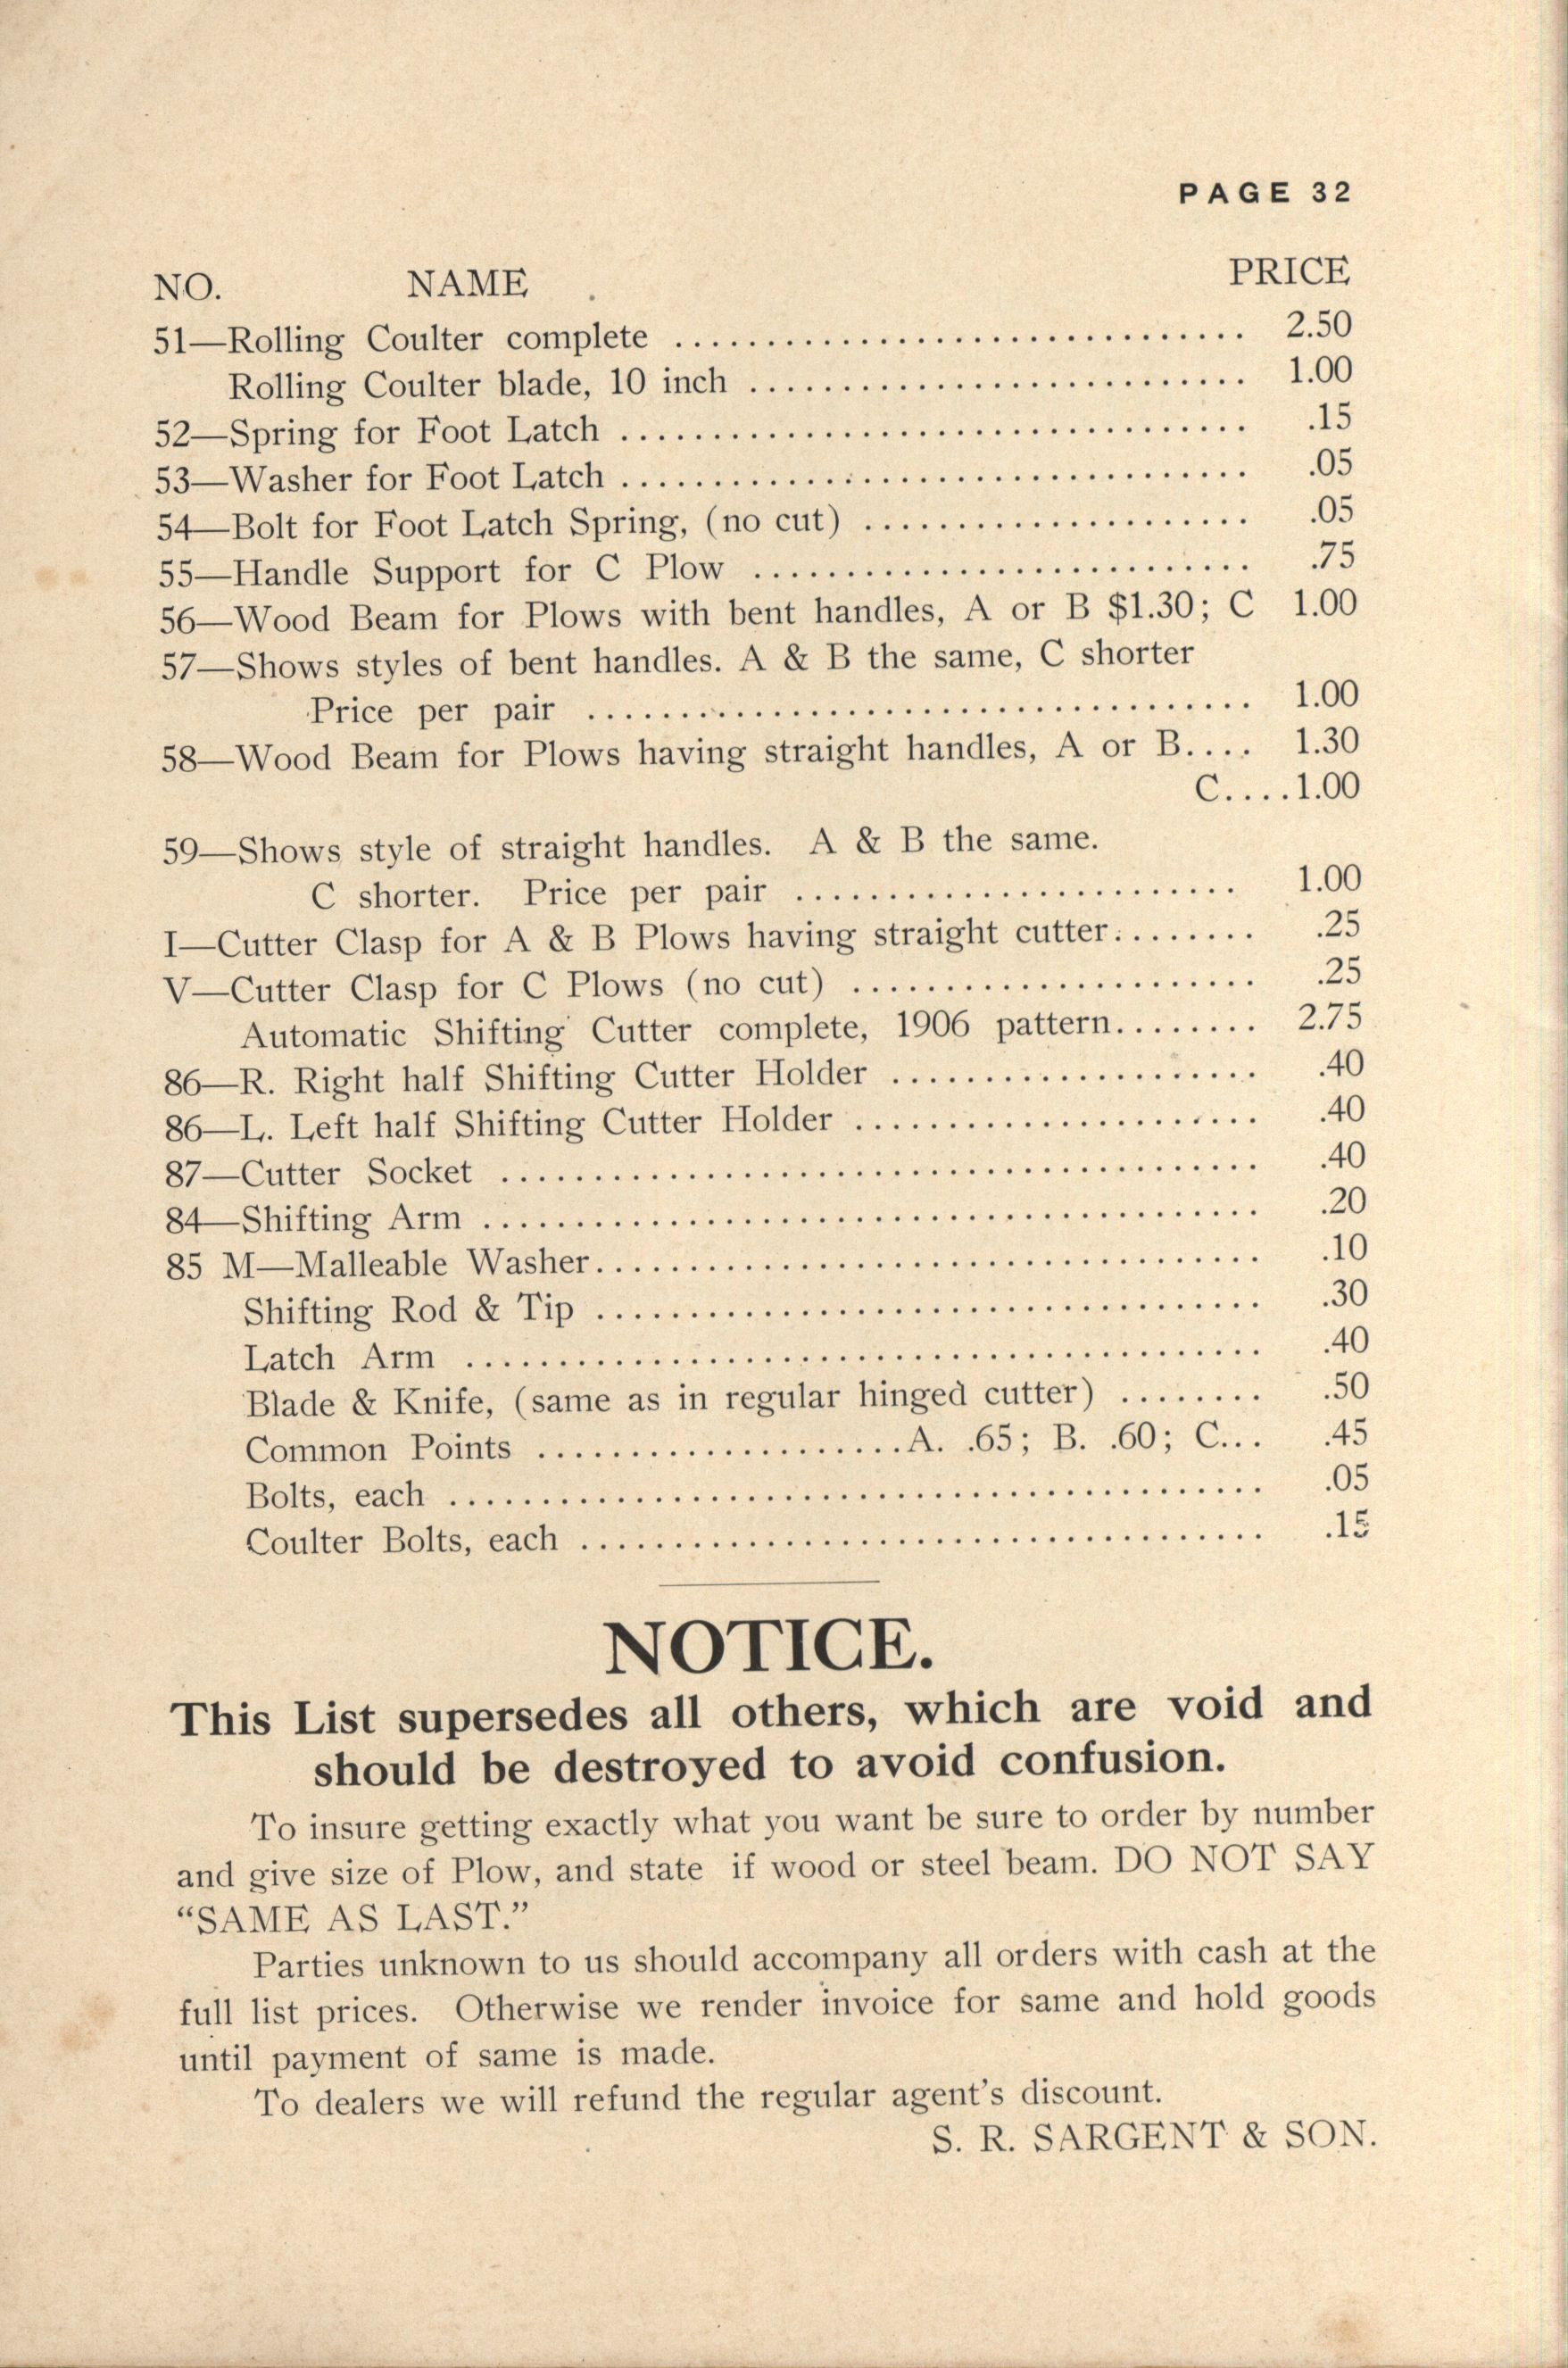 PAGE 32
NO. NAME PRICE
51—Rolling Coulter complete ............................... 2.50
Rolling Coulter blade, 10 inch ........................... 1.00
52—Spring for Foot Latch .................................. .15
53—Washer for Foot Latch .................................. .05
54—Bolt for Foot Latch Spring, (no cut) ..................... .05
55—Handle Support for C Plow ........................... .75
56—Wood Beam for Plows with bent handles, A or B $1.30; C 1.00
57—Shows styles of bent handles. A & B the same, C shorter
Price per pair .................................... 1.00
58—Wood Beam for Plows having straight handles, A or B.... 1.30
C....1.00
59—Shows style of straight handles. A & B the same.
C shorter. Price per pair ........................ 1.00
I—Cutter Clasp for A & B Plows having straight cutter........ .25
V—Cutter Clasp for C Plows (no cut) ...................... .25
Automatic Shifting Cutter complete, 1906 pattern........ 2.75
86—R. Right half Shifting Cutter Holder .................... .40
86—L. Left half Shifting Cutter Holder ...................... .40
87—Cutter Socket ......................................... .40
84—Shifting Arm .......................................... .20
85 M—Malleable Washer.................................... .10
Shifting Rod & Tip .................................... .30
Latch Arm ........................................... .40
Blade & Knife, (same as in regular hinged cutter) ........ .50
Common Points ....................A. .65; B. .60; C... .45
Bolts, each ............................................ .05
Coulter Bolts, each ..................................... .15
NOTICE.
This List supersedes all others, which are void and
should be destroyed to avoid confusion.
To insure getting exactly what you want be sure to order by number
and give size of Plow, and state if wood or steel beam. DO NOT SAY
“SAME AS LAST.”
Parties unknown to us should accompany all orders with cash at the
full list prices. Otherwise we render invoice for same and hold goods
until payment of same is made.
To dealers we will refund the regular agent’s discount.
S. R. SARGENT & SON.